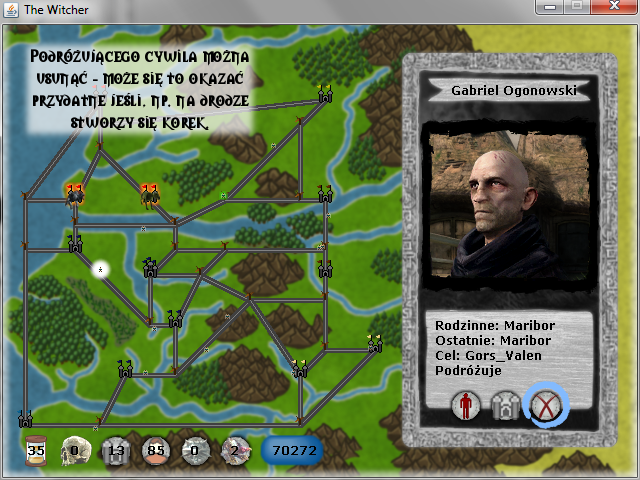 The Witcher
Podróżującego cywila można
usunąć - może się to okazać
przydatne jeśli, np. na drodze
stworzy się korek.
Gabriel Ogonowski
Rodzinne: Maribor
Ostatnie: Maribor
Cel: Gors_Valen
Podróżuje
35 0 13 85 0 2 70272